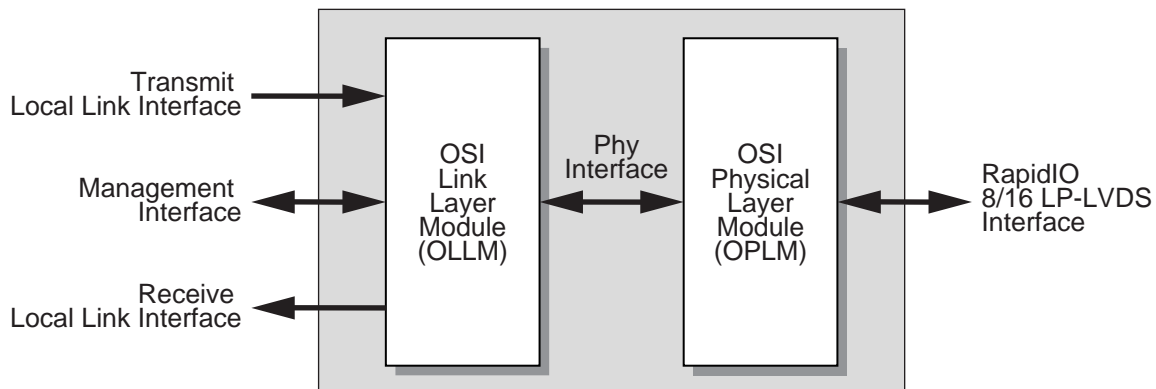 Transmit
Local Link Interface
Management
Interface
Receive
Local Link Interface
OSI
Link
Layer
Module
(OLLM)
Phy
Interface
OSI
Physical
Layer
Module
(OPLM)
RapidIO
8/16 LP-LVDS
Interface